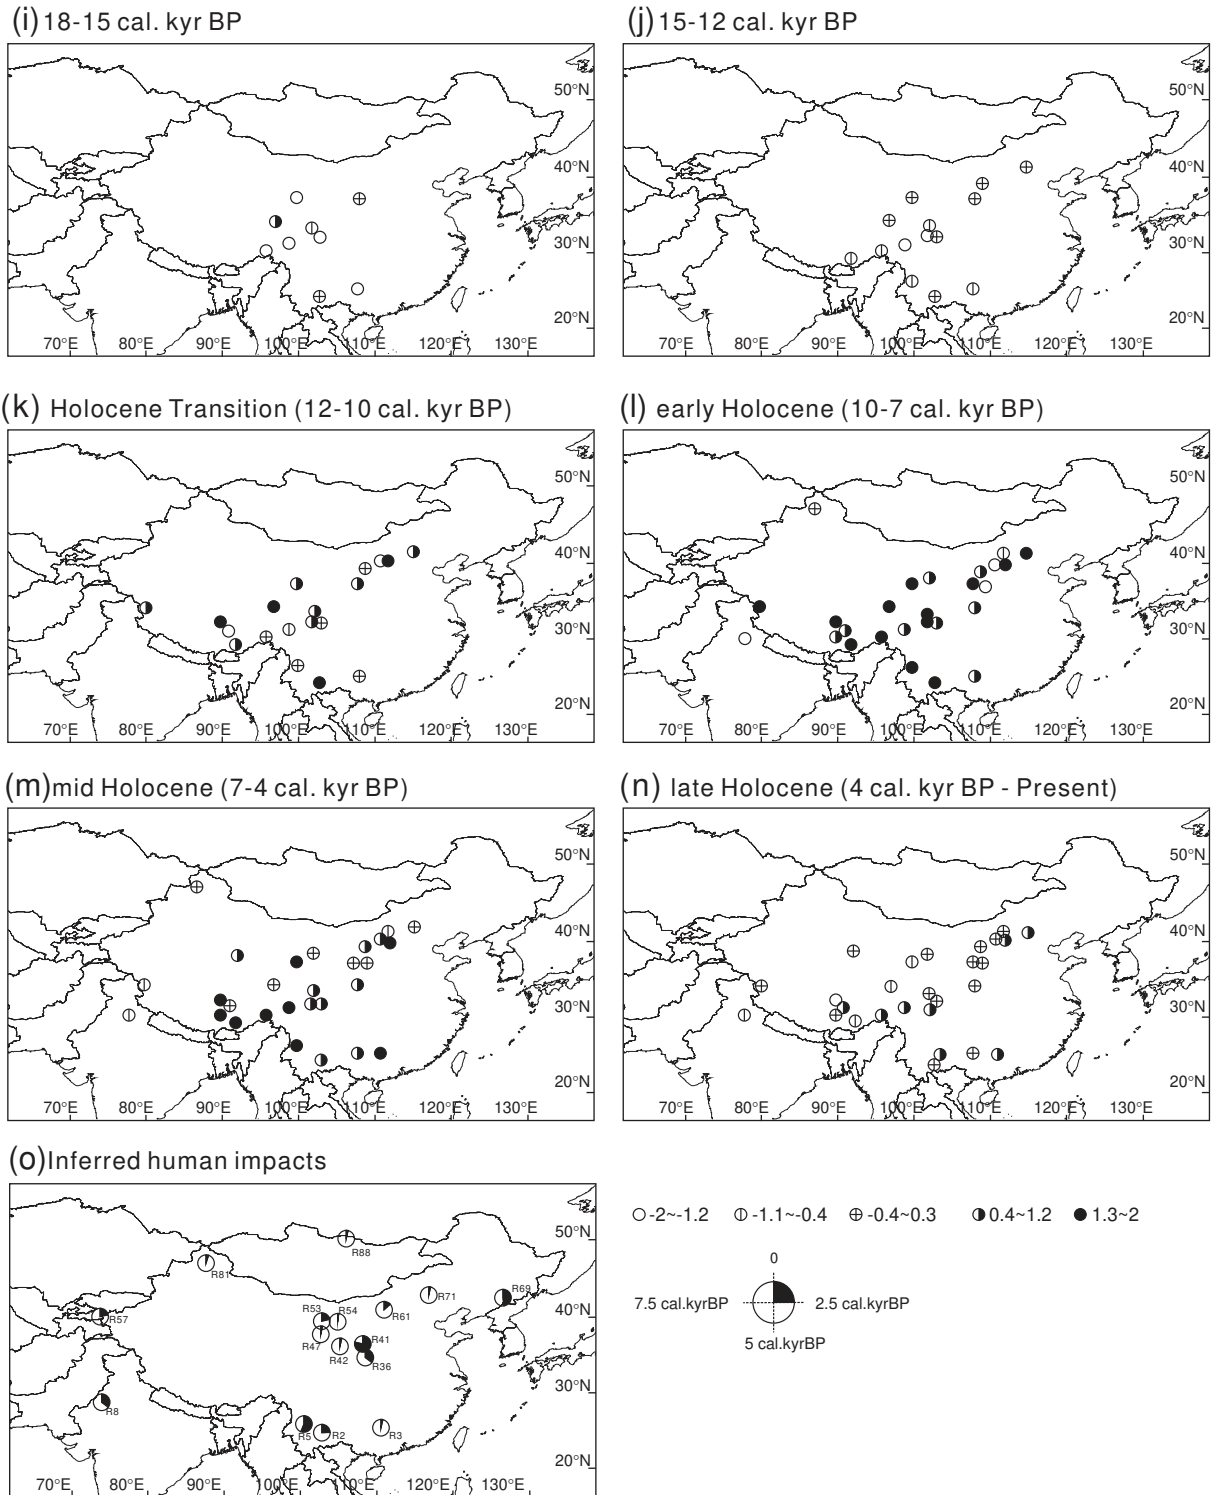 (i) 18-15 cal. kyr BP
(j) 15-12 cal. kyr BP
50°N
40°N
30°N
20°N
70°E 80°E 90°E 100°E 110°E 120°E 130°E
50°N
40°N
30°N
20°N
70°E 80°E 90°E 100°E 110°E 120°E 130°E
(k) Holocene Transition (12-10 cal. kyr BP)
(l) early Holocene (10-7 cal. kyr BP)
50°N
40°N
30°N
20°N
70°E 80°E 90°E 100°E 110°E 120°E 130°E
50°N
40°N
30°N
20°N
70°E 80°E 90°E 100°E 110°E 120°E 130°E
(m)mid Holocene (7-4 cal. kyr BP)
(n) late Holocene (4 cal. kyr BP - Present)
50°N
40°N
30°N
20°N
70°E 80°E 90°E 100°E 110°E 120°E 130°E
50°N
40°N
30°N
20°N
70°E 80°E 90°E 100°E 110°E 120°E 130°E
(o)Inferred human impacts
50°N
R88
R81
R69
R71
R53 R54
R61
40°N
R57
R47
R41
R42
R36
30°N
R8
R5 R2 R3
20°N
70°E 80°E 90°E 100°E 110°E 120°E 130°E
-2~-1.2 -1.1~-0.4 -0.4~0.3 0.4~1.2 1.3~2
0
7.5 cal.kyrBP 2.5 cal.kyrBP
5 cal.kyrBP